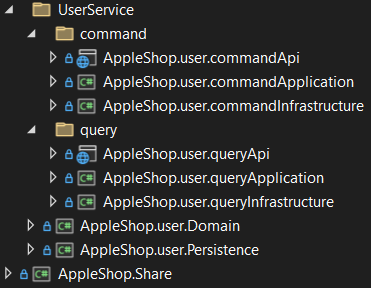 UserService
command
AppleShop.user.commandApi
C# AppleShop.user.commandApplication
C# AppleShop.user.commandInfrastructure
query
AppleShop.user.queryApi
C# AppleShop.user.queryApplication
C# AppleShop.user.queryInfrastructure
C# AppleShop.user.Domain
C# AppleShop.user.Persistence
C# AppleShop.Share